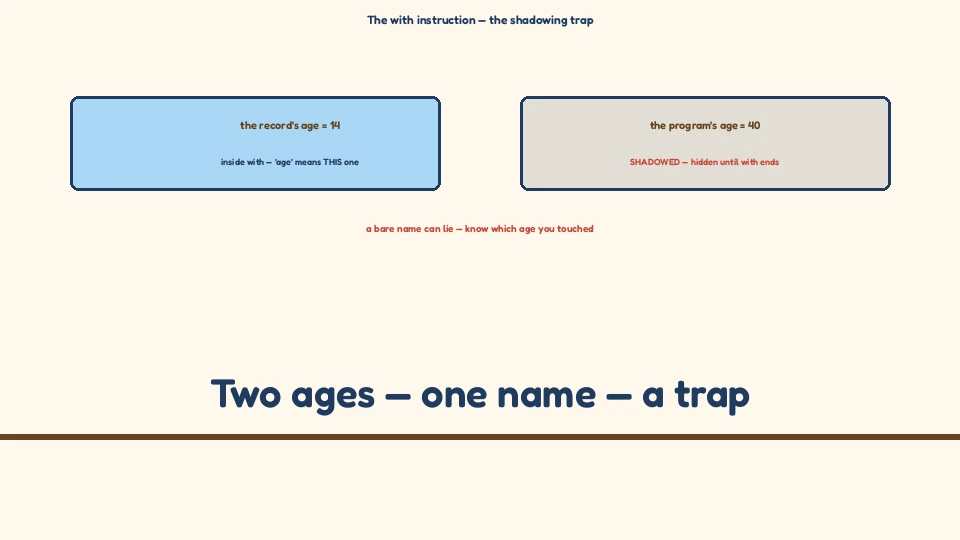 The with instruction — the shadowing trap
the record's age = 14
the program's age = 40
inside with — 'age' means THIS one
SHADOWED — hidden until with ends
a bare name can lie — know which age you touched
Two ages — one name — a trap